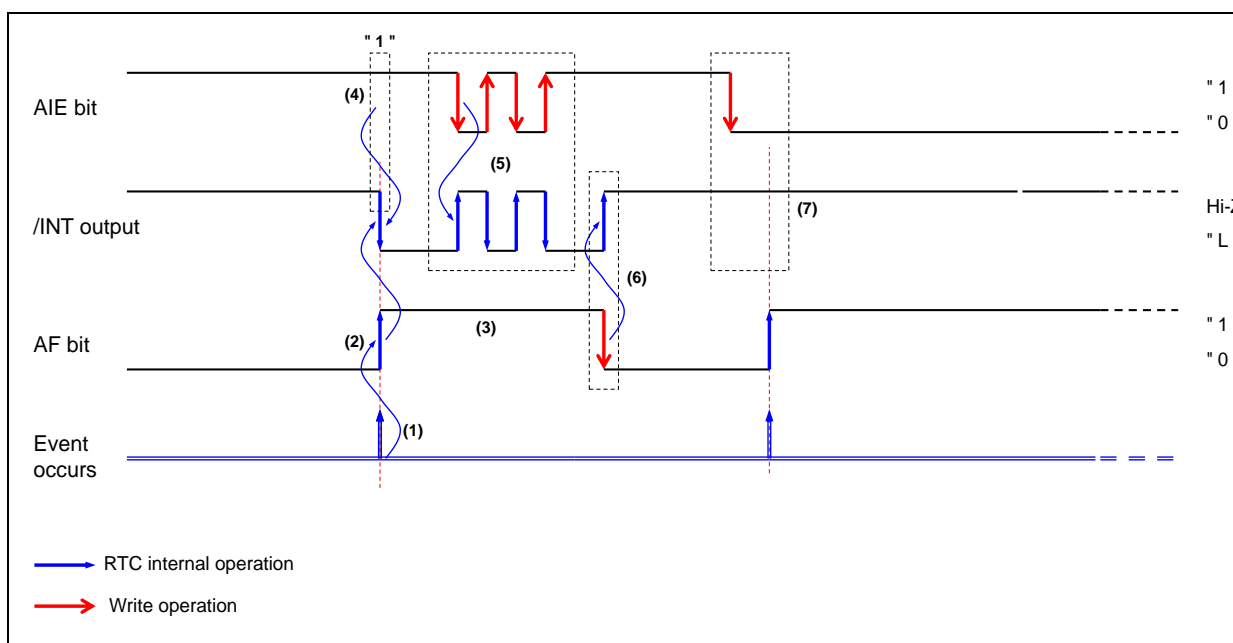 " 1 "
AIE bit
(4)
" 1
" 0
(5)
/INT output
(7)
Hi-Z
" L
(6)
AF bit
(2)
(3)
" 1
" 0
Event
occurs
(1)
RTC internal operation
Write operation